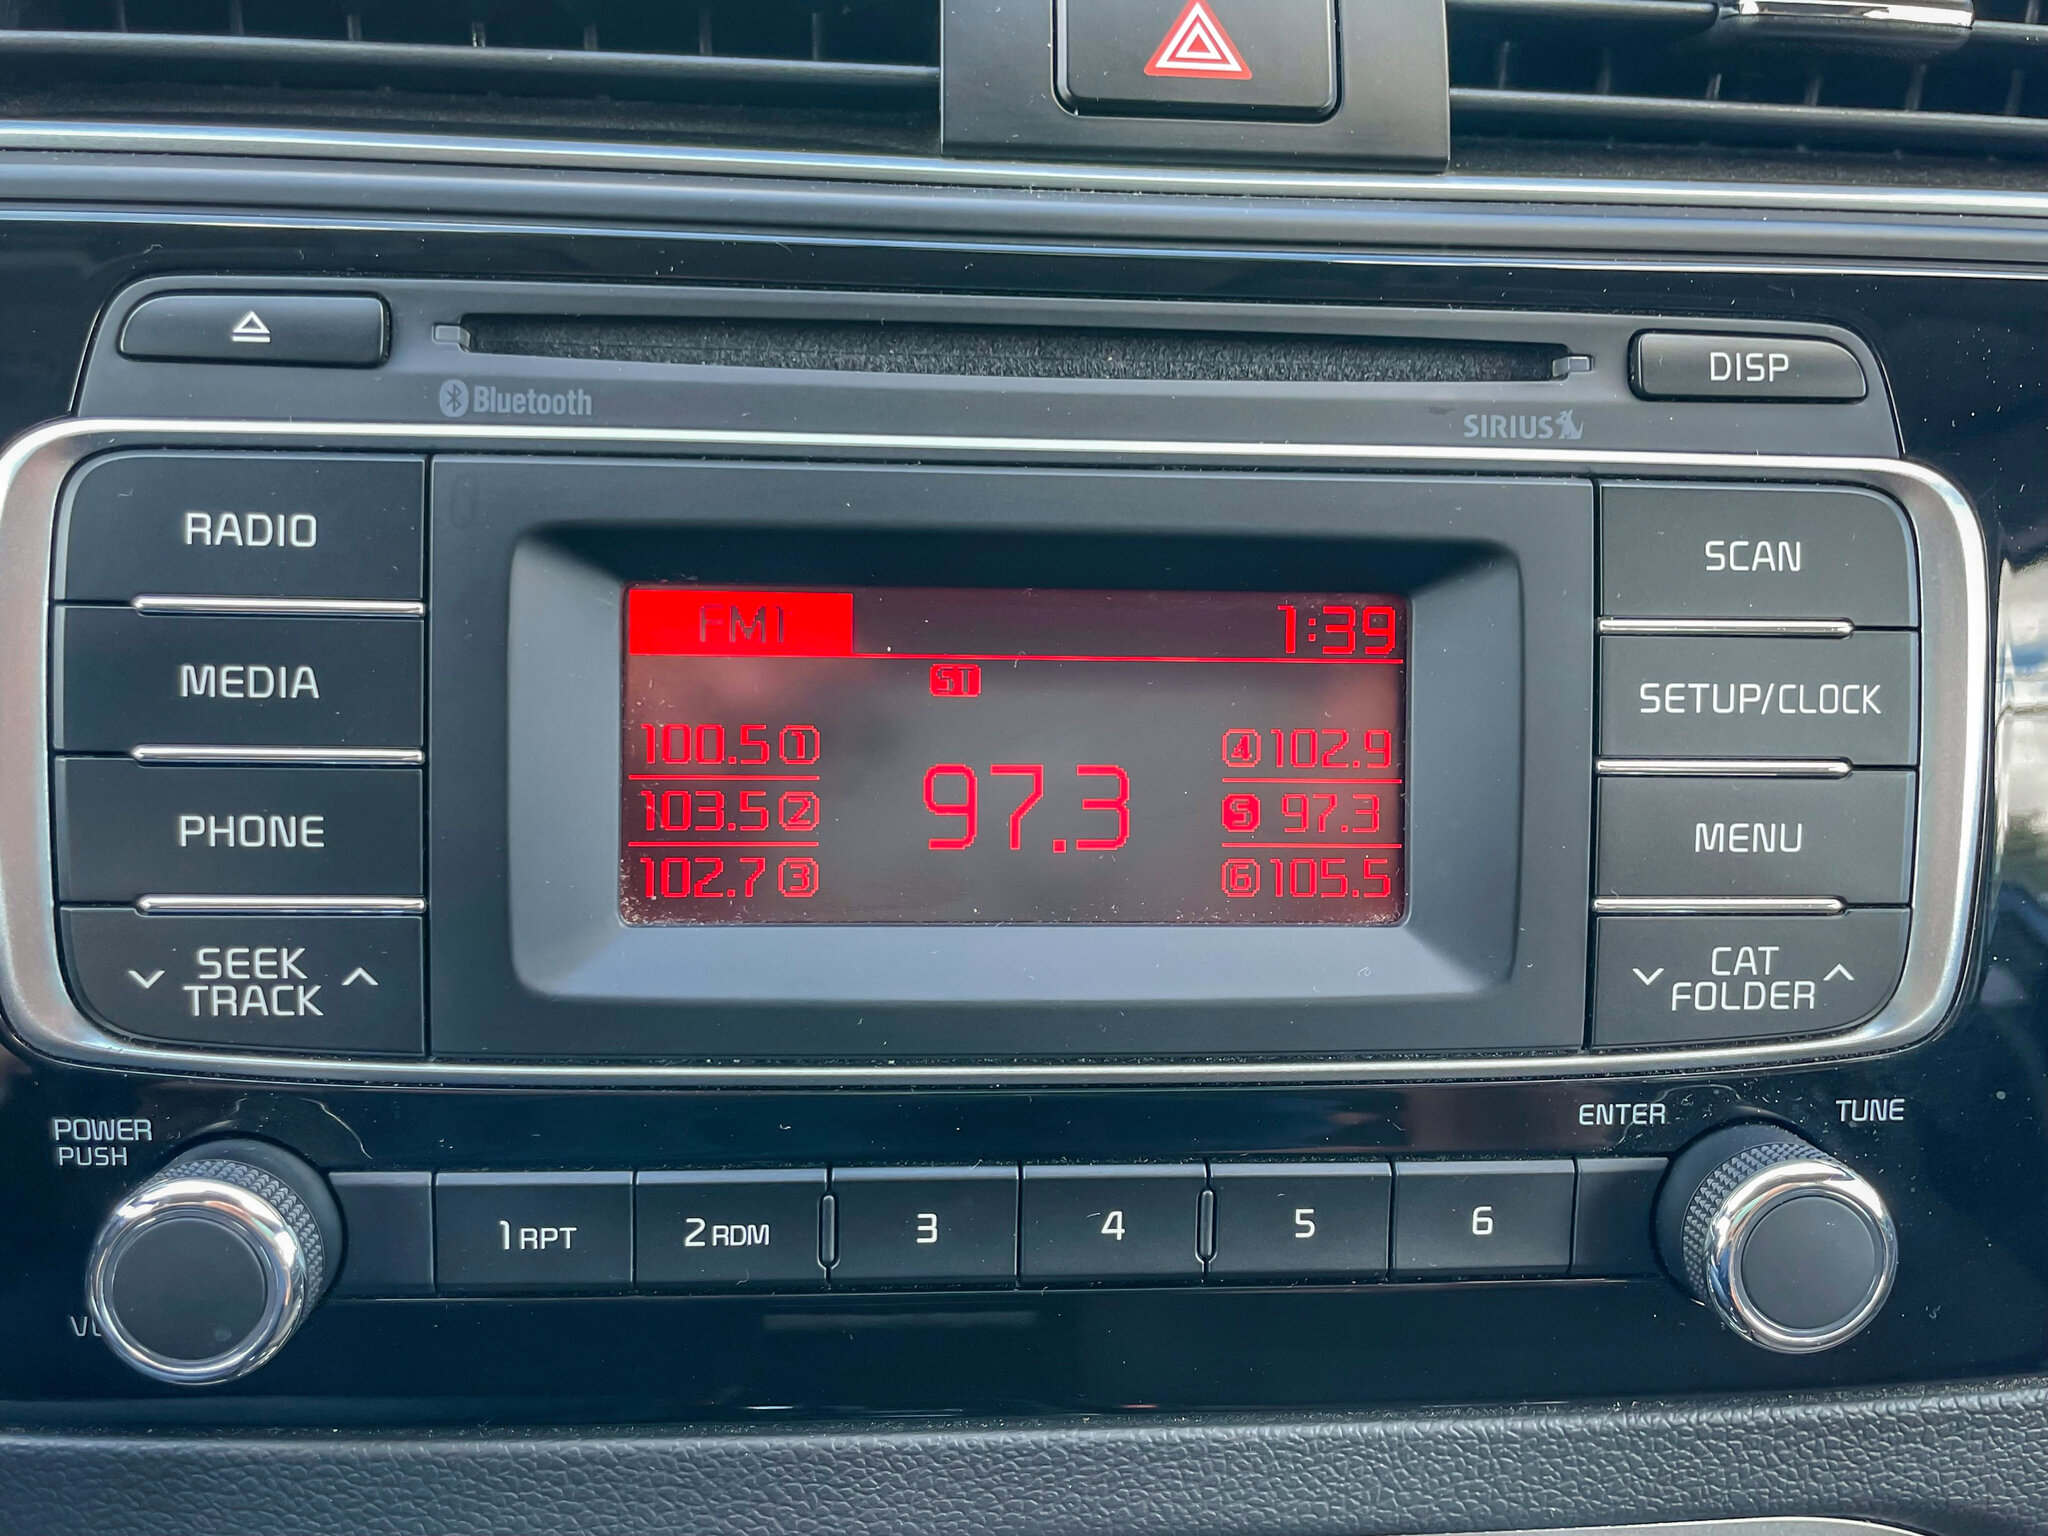 Bluetooth
DISP
SIRIUS
RADIO
SCAN
FM1
1:39
ST
MEDIA
SETUP/CLOCK
100.5 1
4 102.9
97.3
103.5 2
5 97.3
PHONE
MENU
102.7 3
6 105.5
SEEK
TRACK
CAT
FOLDER
POWER
PUSH
ENTER
TUNE
1 RPT
2 RDM
3
4
5
6